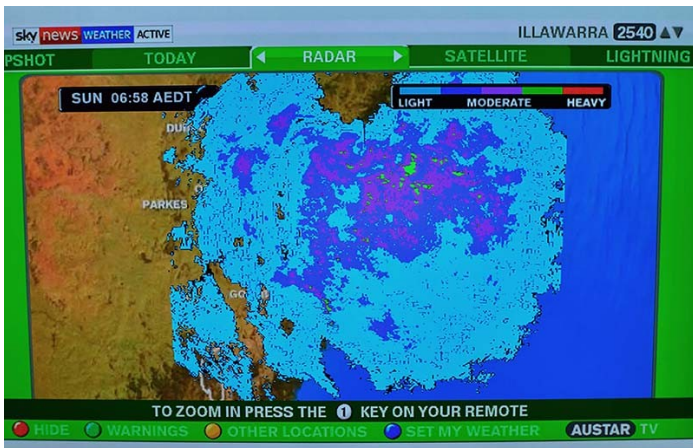 sky news WEATHER ACTIVE
ILLAWARRA 2540
PSHOT TODAY RADAR SATELLITE LIGHTNING
SUN 06:58 AEDT
LIGHT MODERATE HEAVY
PARKES
TO ZOOM IN PRESS THE 1 KEY ON YOUR REMOTE
HIDE WARNINGS OTHER LOCATIONS SET MY WEATHER AUSTAR TV